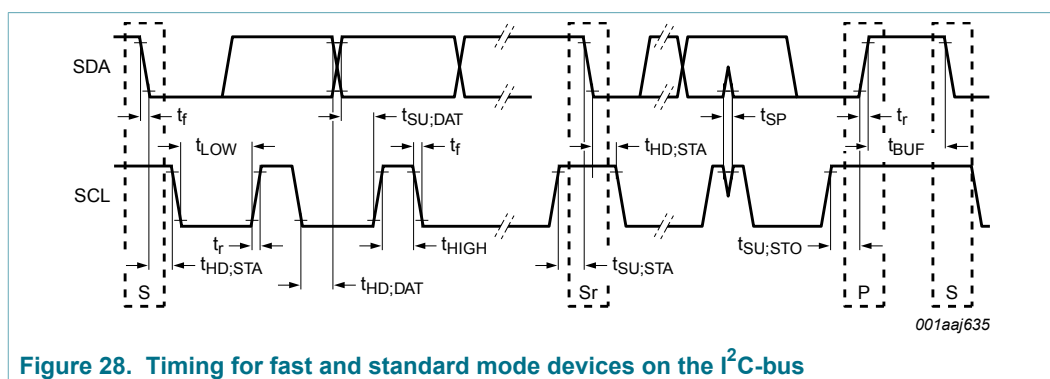 SDA
t_f
t_SU;DAT
t_SP
t_r
t_LOW
t_f
t_HD;STA
t_BUF
SCL
t_r
t_HD;STA
t_HD;DAT
t_HIGH
t_SU;STA
t_SU;STO
S
Sr
P
S
001aaj635
Figure 28. Timing for fast and standard mode devices on the I²C-bus